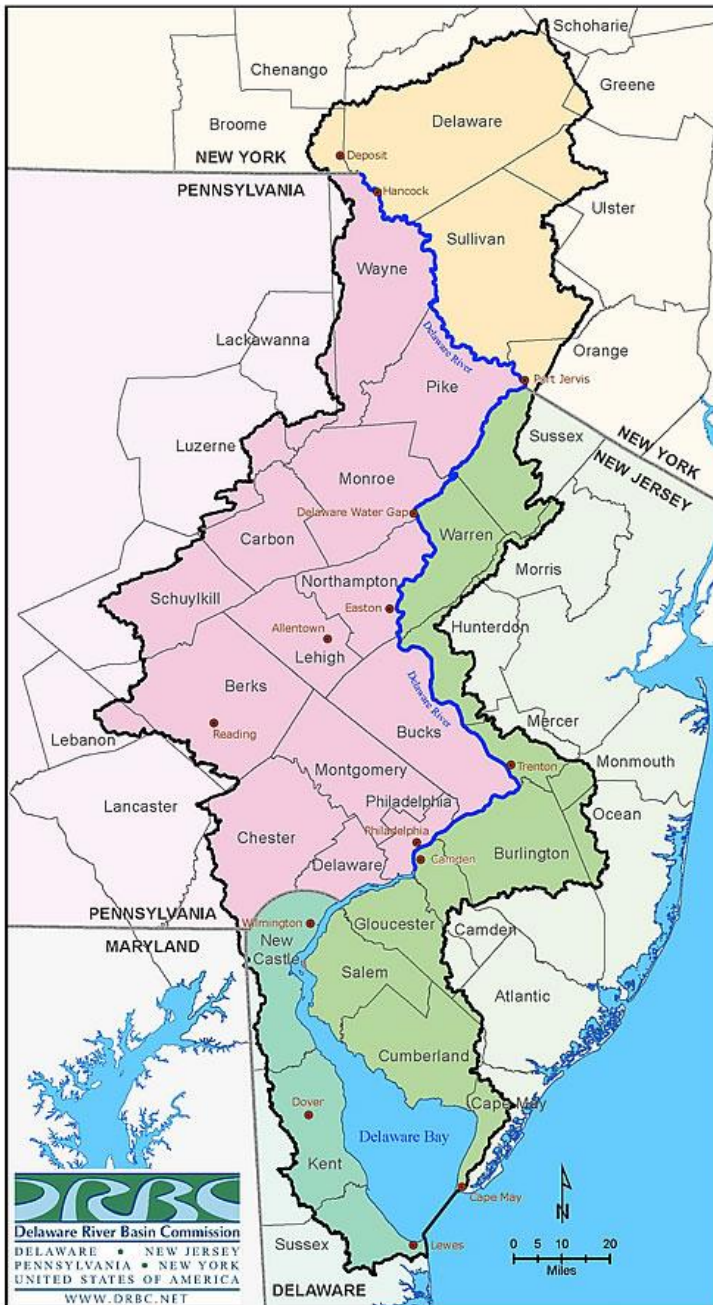 Schoharie
Chenango
Greene
Delaware
Broome
Deposit
NEW YORK
PENNSYLVANIA
Hancock
Ulster
Sullivan
Wayne
Lackawanna
Delaware River
Orange
Port Jervis
Pike
Sussex
NEW YORK
NEW JERSEY
Luzerne
Monroe
Delaware Water Gap
Warren
Carbon
Morris
Northampton
Schuylkill
Easton
Hunterdon
Allentown
Lehigh
Delaware River
Berks
Mercer
Reading
Bucks
Lebanon
Trenton
Monmouth
Montgomery
Lancaster
Philadelphia
Ocean
Chester
Philadelphia
Burlington
Delaware
Camden
PENNSYLVANIA
Wilmington
Gloucester
MARYLAND
New
Castle
Camden
Salem
Atlantic
Cumberland
Cape May
Dover
Delaware Bay
Kent
Cape May
N
DRBC
Delaware River Basin Commission
DELAWARE • NEW JERSEY
PENNSYLVANIA • NEW YORK
UNITED STATES OF AMERICA
WWW.DRBC.NET
Sussex
Lewes
DELAWARE
0 5 10 20
Miles